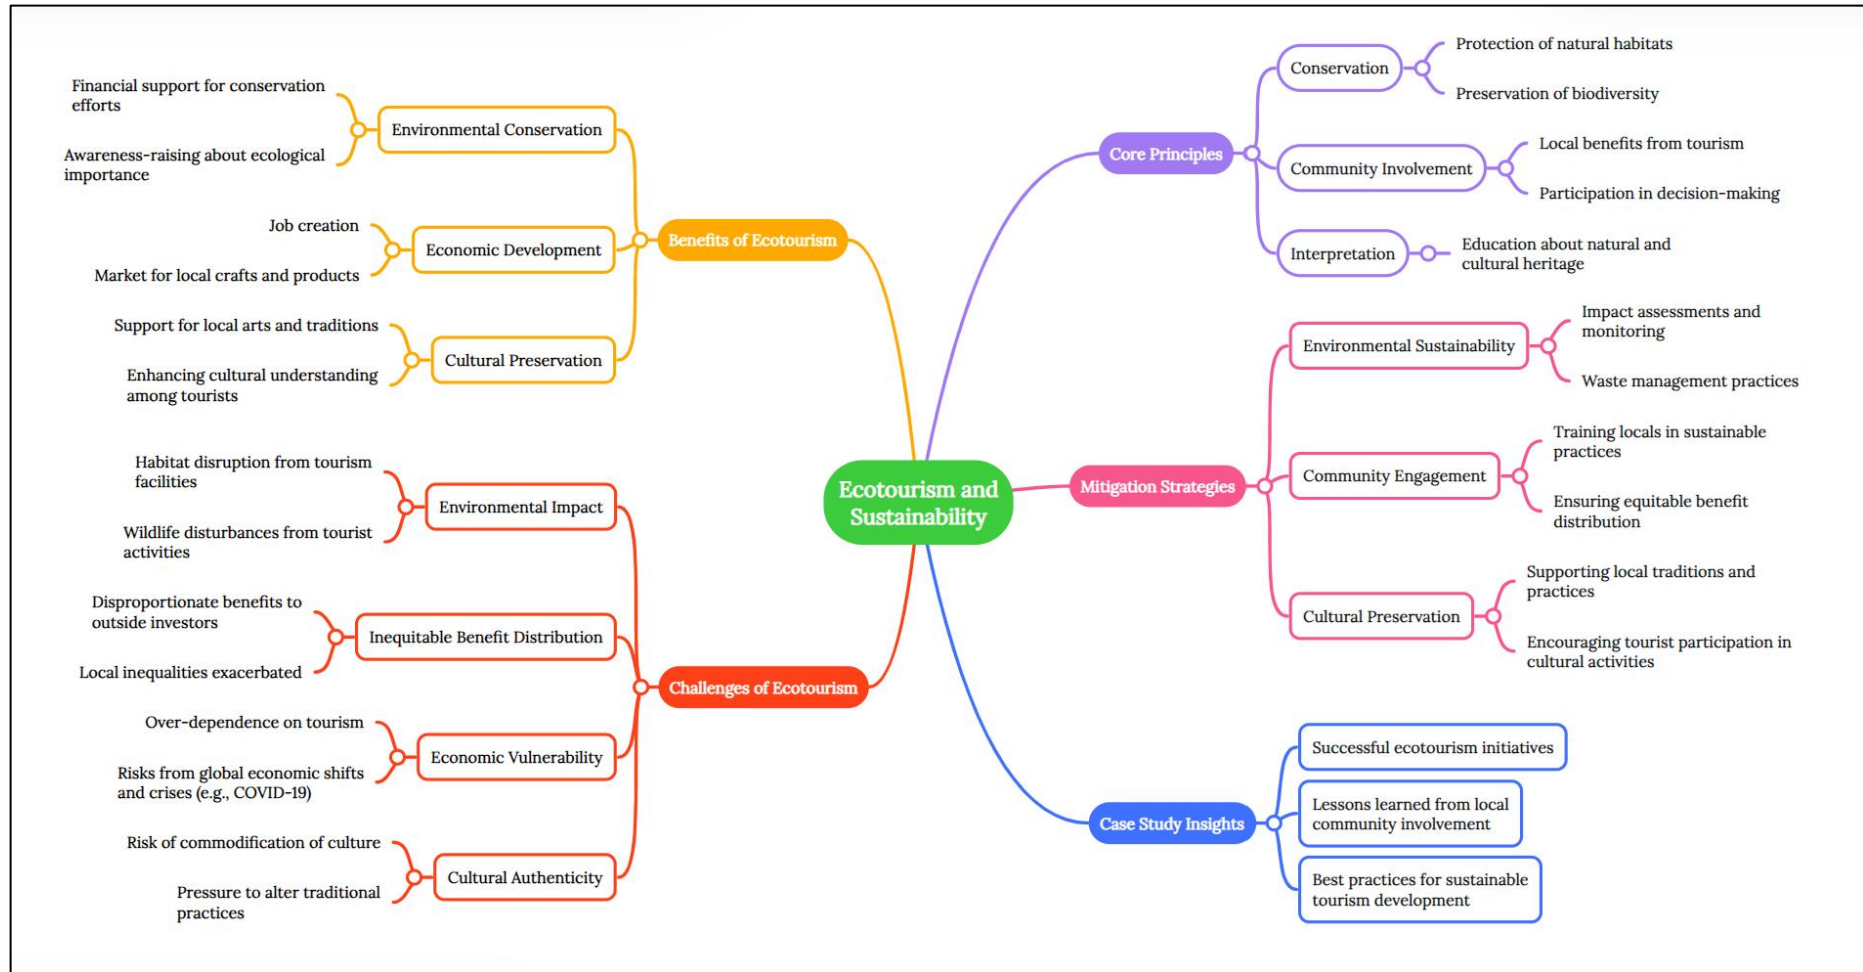 Ecotourism and
Sustainability
Core Principles
Conservation
Protection of natural habitats
Preservation of biodiversity
Community Involvement
Local benefits from tourism
Participation in decision-making
Interpretation
Education about natural and
cultural heritage
Mitigation Strategies
Environmental Sustainability
Impact assessments and
monitoring
Waste management practices
Community Engagement
Training locals in sustainable
practices
Ensuring equitable benefit
distribution
Cultural Preservation
Supporting local traditions and
practices
Encouraging tourist participation in
cultural activities
Case Study Insights
Successful ecotourism initiatives
Lessons learned from local
community involvement
Best practices for sustainable
tourism development
Benefits of Ecotourism
Environmental Conservation
Financial support for conservation
efforts
Awareness-raising about ecological
importance
Economic Development
Job creation
Market for local crafts and products
Cultural Preservation
Support for local arts and traditions
Enhancing cultural understanding
among tourists
Challenges of Ecotourism
Environmental Impact
Habitat disruption from tourism
facilities
Wildlife disturbances from tourist
activities
Inequitable Benefit Distribution
Disproportionate benefits to
outside investors
Local inequalities exacerbated
Economic Vulnerability
Over-dependence on tourism
Risks from global economic shifts
and crises (e.g., COVID-19)
Cultural Authenticity
Risk of commodification of culture
Pressure to alter traditional
practices